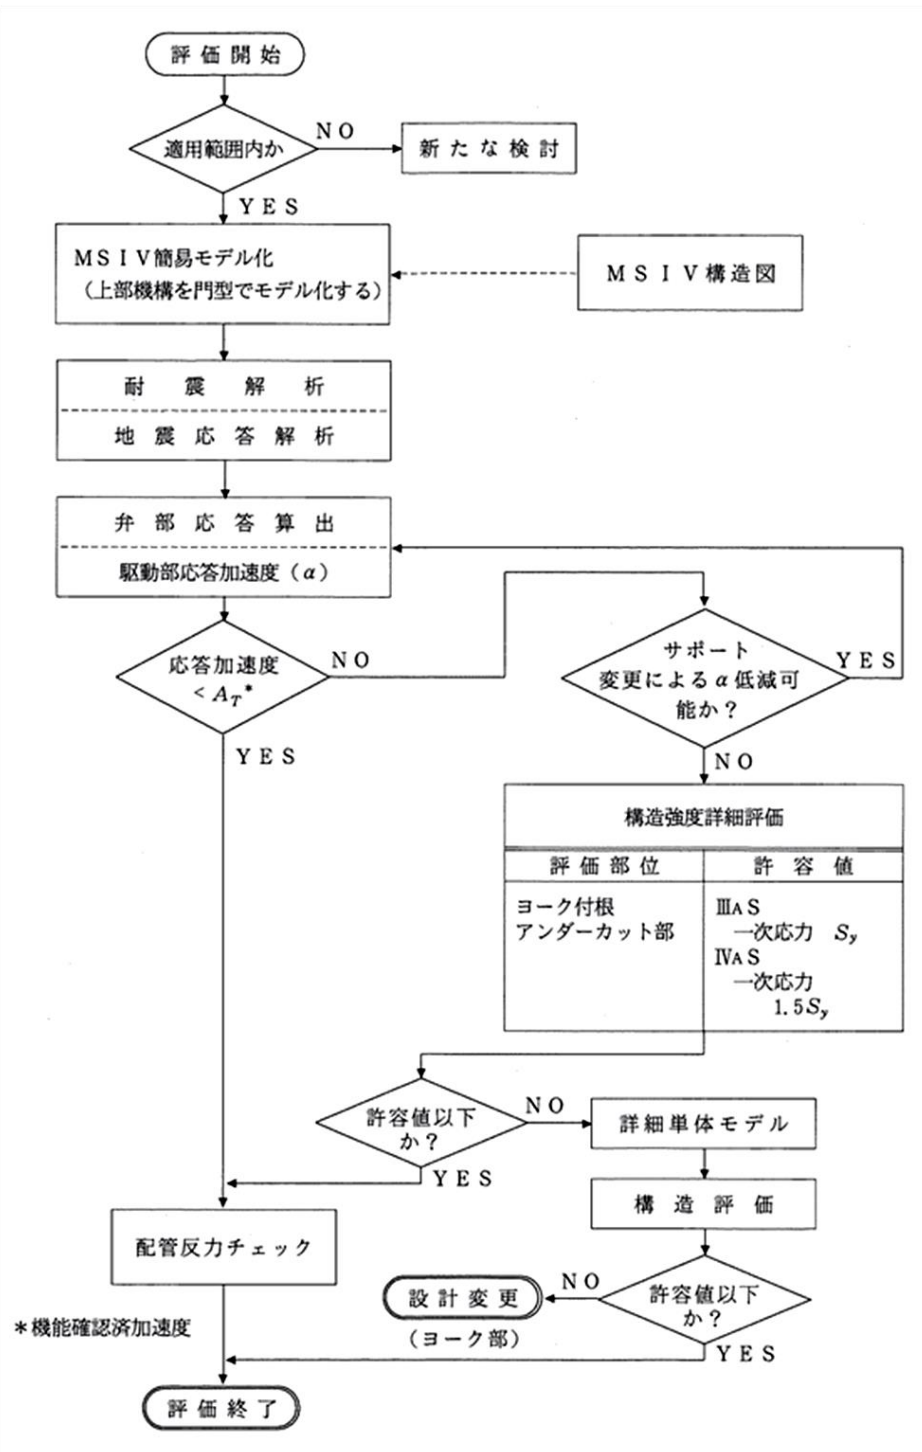 評価開始
適用範囲内か
NO
新たな検討
YES
MSIV簡易モデル化
(上部機構を門型でモデル化する)
MSIV構造図
耐震解析
地震応答解析
弁部応答算出
駆動部応答加速度(α)
応答加速度
<A_T*
NO
サポート
変更によるα低減可
能か?
YES
YES
NO
構造強度詳細評価
評価部位
許容値
ヨーク付根
アンダーカット部
ⅢAS
一次応力 Sy
ⅣAS
一次応力
1.5Sy
許容値以下
か?
NO
詳細単体モデル
YES
構造評価
配管反力チェック
許容値以下
か?
NO
設計変更
(ヨーク部)
YES
*機能確認済加速度
評価終了